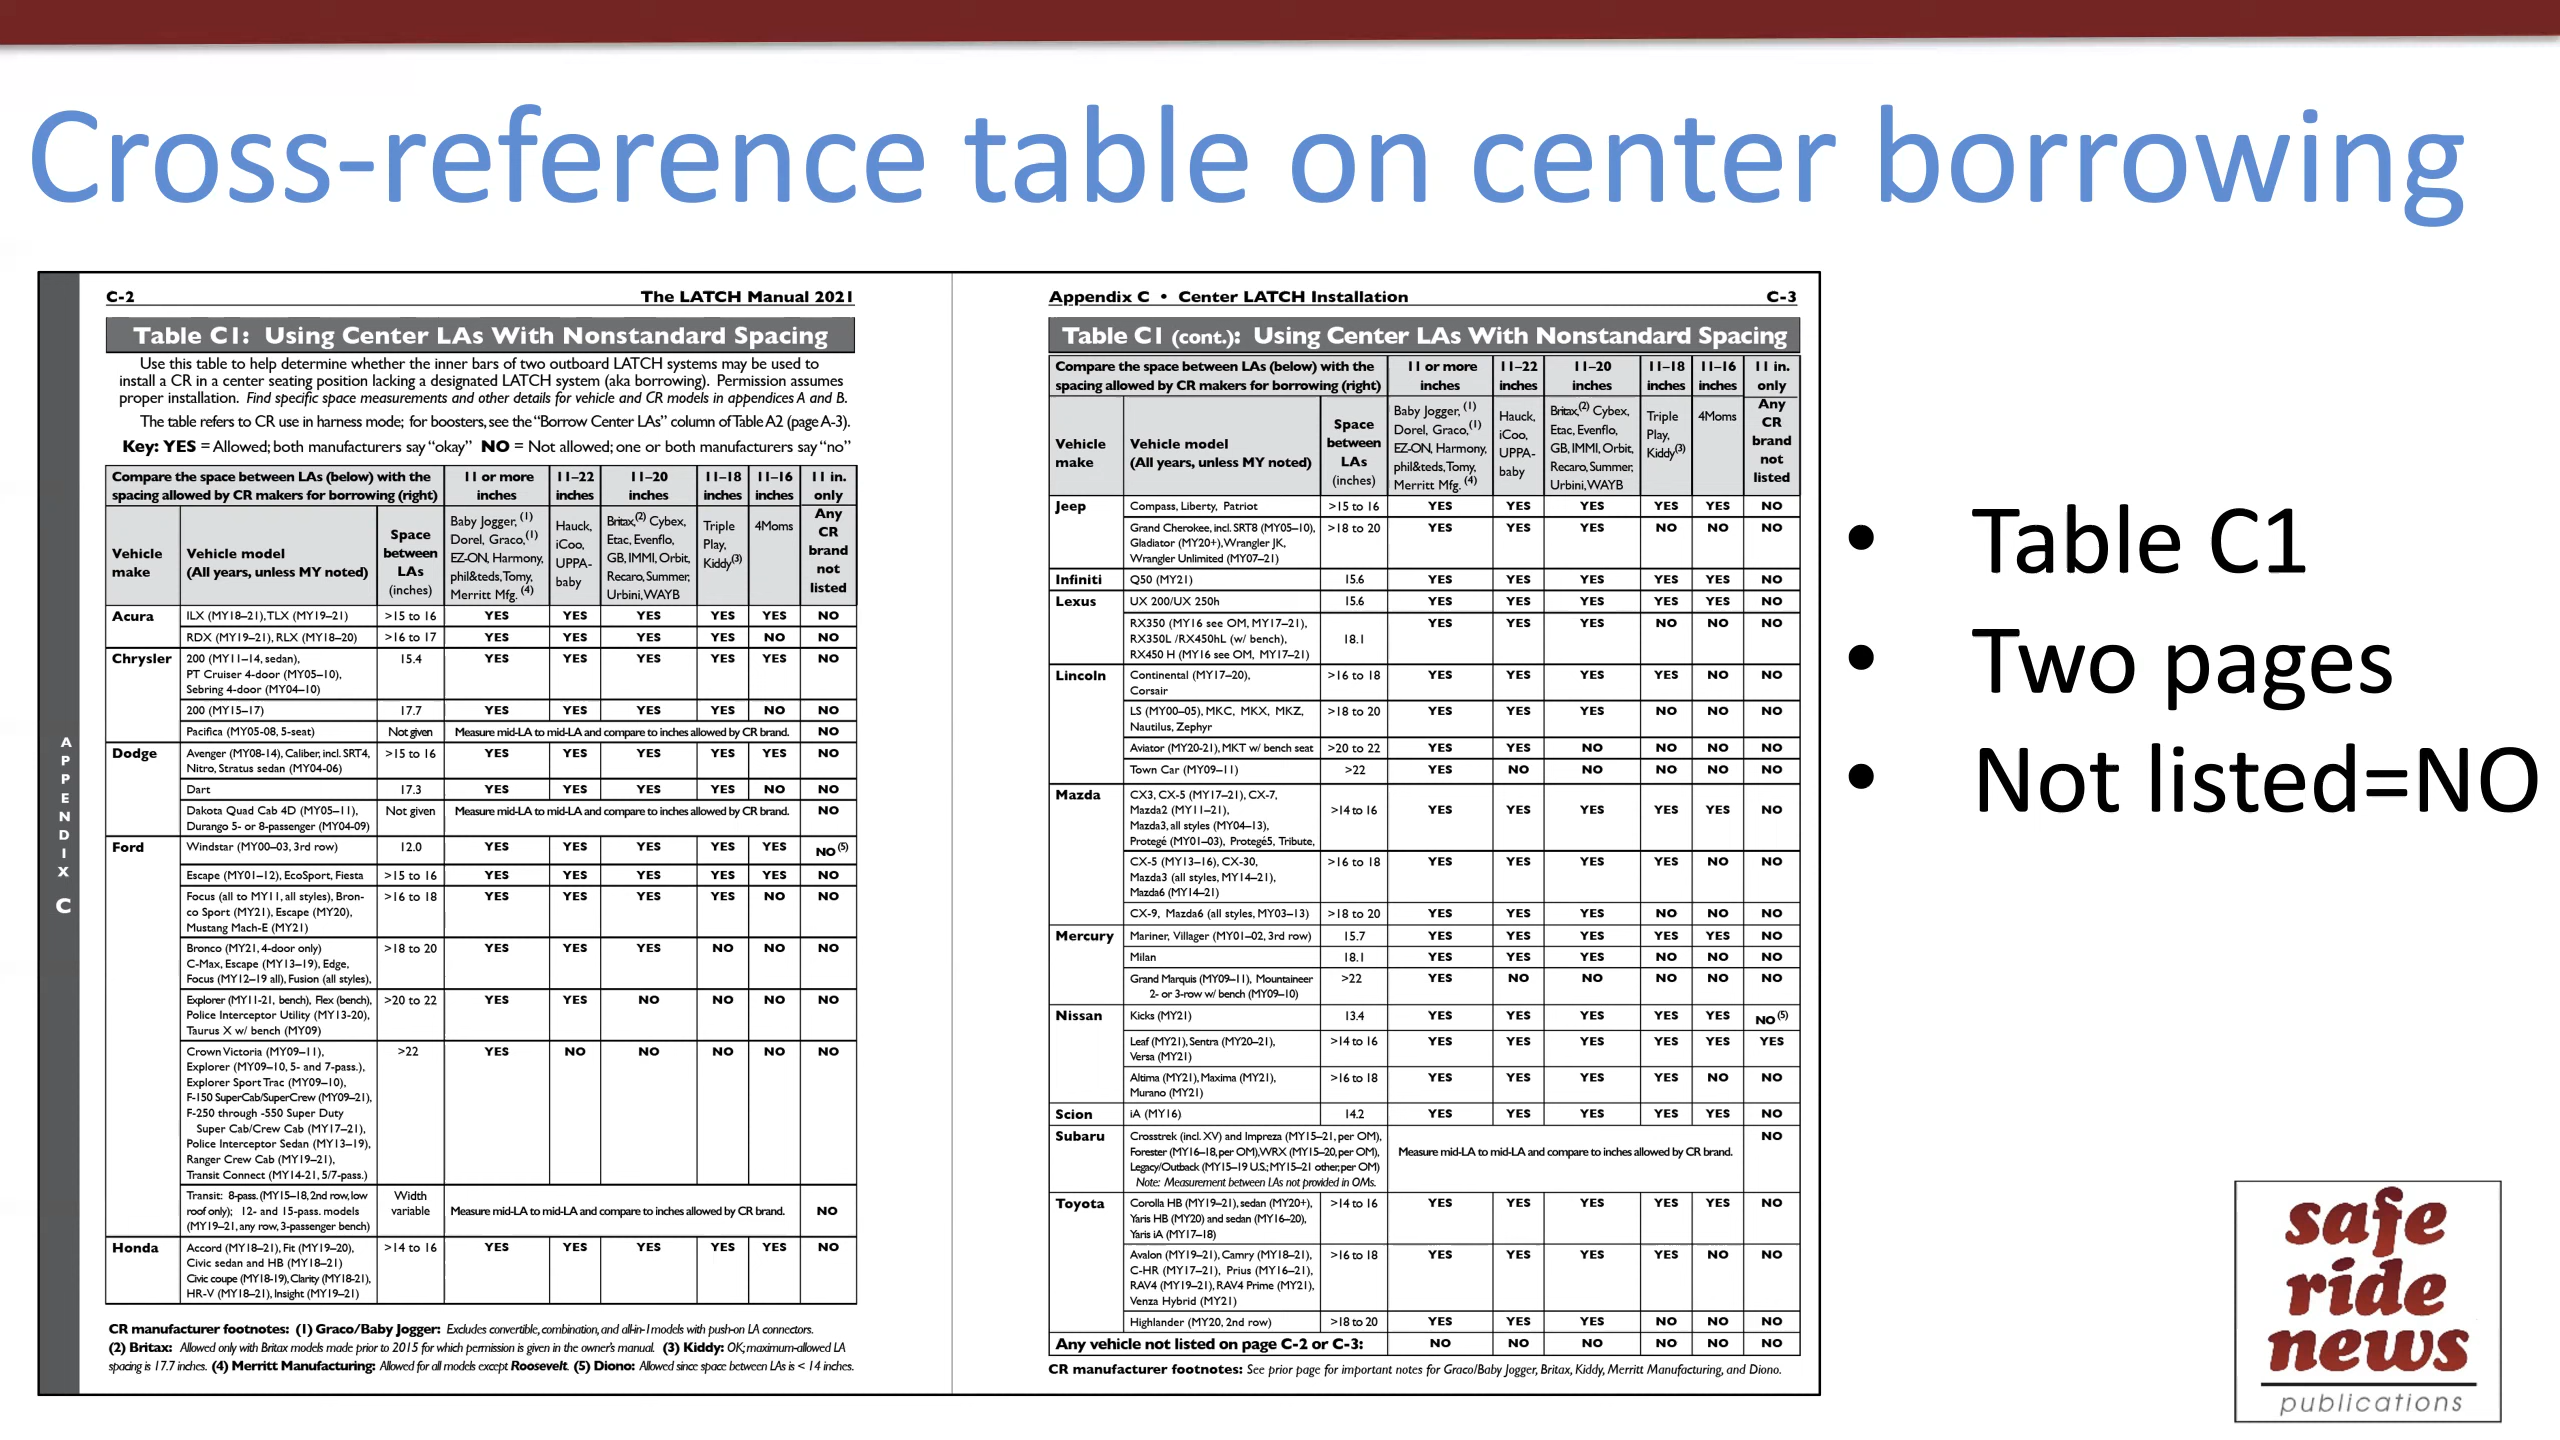 Cross-reference table on center borrowing
C-2 The LATCH Manual 2021
Table C1: Using Center LAs With Nonstandard Spacing
Use this table to help determine whether the inner bars of two outboard LATCH systems may be used to
install a CR in a center seating position lacking a designated LATCH system (aka borrowing). Permission assumes
proper installation. Find specific space measurements and other details for vehicle and CR models in appendices A and B.
The table refers to CR use in harness mode; for boosters, see the "Borrow Center LAs" column of Table A2 (page A-3).
Key: YES = Allowed; both manufacturers say "okay" NO = Not allowed; one or both manufacturers say "no"
Compare the space between LAs (below) with the spacing allowed by CR makers for borrowing (right) 11 or more inches 11–22 inches 11–20 inches 11–18 inches 11–16 inches 11 in. only
Vehicle make Vehicle model (All years, unless MY noted) Space between LAs (inches) Baby Jogger, (1) Dorel, Graco,(1) EZ-ON, Harmony, phil&teds, Tomy, Merritt Mfg. (4) Hauck, iCoo, UPPA-baby Britax,(2) Cybex, Etac, Evenflo, GB, IMMI, Orbit, Recaro, Summer, Urbini, WAYB Triple Play, Kiddy(3) 4Moms Any CR brand not listed
Acura ILX (MY18–21), TLX (MY19–21) >15 to 16 YES YES YES YES YES NO
RDX (MY19–21), RLX (MY18–20) >16 to 17 YES YES YES YES NO NO
Chrysler 200 (MY11–14, sedan), 15.4 YES YES YES YES YES NO
PT Cruiser 4-door (MY05–10),
Sebring 4-door (MY04–10)
200 (MY15–17) 17.7 YES YES YES YES NO NO
Pacifica (MY05-08, 5-seat) Not given Measure mid-LA to mid-LA and compare to inches allowed by CR brand. NO
Dodge Avenger (MY08-14), Caliber, incl. SRT4, >15 to 16 YES YES YES YES YES NO
Nitro, Stratus sedan (MY04-06)
Dart 17.3 YES YES YES YES NO NO
Dakota Quad Cab 4D (MY05–11), Not given Measure mid-LA to mid-LA and compare to inches allowed by CR brand. NO
Durango 5- or 8-passenger (MY04-09)
Ford Windstar (MY00–03, 3rd row) 12.0 YES YES YES YES YES NO(5)
Escape (MY01–12), EcoSport, Fiesta >15 to 16 YES YES YES YES YES NO
Focus (all to MY11, all styles), Bron- >16 to 18 YES YES YES YES NO NO
co Sport (MY21), Escape (MY20),
Mustang Mach-E (MY21)
Bronco (MY21, 4-door only) >18 to 20 YES YES YES NO NO NO
C-Max, Escape (MY13–19), Edge,
Focus (MY12–19 all), Fusion (all styles),
Explorer (MY11-21, bench), Flex (bench), >20 to 22 YES YES NO NO NO NO
Police Interceptor Utility (MY13-20),
Taurus X w/ bench (MY09)
Crown Victoria (MY09–11), >22 YES NO NO NO NO NO
Explorer (MY09–10, 5- and 7-pass.),
Explorer Sport Trac (MY09–10),
F-150 SuperCab/SuperCrew (MY09–21),
F-250 through -550 Super Duty
Super Cab/Crew Cab (MY17–21),
Police Interceptor Sedan (MY13–19),
Ranger Crew Cab (MY19–21),
Transit Connect (MY14-21, 5/7-pass.)
Transit: 8-pass. (MY15–18, 2nd row, low Width variable Measure mid-LA to mid-LA and compare to inches allowed by CR brand. NO
roof only); 12- and 15-pass. models
(MY19–21, any row, 3-passenger bench)
Honda Accord (MY18–21), Fit (MY19–20), >14 to 16 YES YES YES YES YES NO
Civic sedan and HB (MY18–21)
Civic coupe (MY18-19), Clarity (MY18-21),
HR-V (MY18–21), Insight (MY19–21)
CR manufacturer footnotes: (1) Graco/Baby Jogger: Excludes convertible, combination, and all-in-1 models with push-on LA connectors.
(2) Britax: Allowed only with Britax models made prior to 2015 for which permission is given in the owner's manual. (3) Kiddy: OK; maximum-allowed LA
spacing is 17.7 inches. (4) Merritt Manufacturing: Allowed for all models except Roosevelt. (5) Diono: Allowed since space between LAs is < 14 inches.
APPENDIX C
Appendix C • Center LATCH Installation C-3
Table C1 (cont.): Using Center LAs With Nonstandard Spacing
Compare the space between LAs (below) with the spacing allowed by CR makers for borrowing (right) 11 or more inches 11–22 inches 11–20 inches 11–18 inches 11–16 inches 11 in. only
Vehicle make Vehicle model (All years, unless MY noted) Space between LAs (inches) Baby Jogger, (1) Dorel, Graco,(1) EZ-ON, Harmony, phil&teds, Tomy, Merritt Mfg. (4) Hauck, iCoo, UPPA-baby Britax,(2) Cybex, Etac, Evenflo, GB, IMMI, Orbit, Recaro, Summer, Urbini, WAYB Triple Play, Kiddy(3) 4Moms Any CR brand not listed
Jeep Compass, Liberty, Patriot >15 to 16 YES YES YES YES YES NO
Grand Cherokee, incl. SRT8 (MY05–10), >18 to 20 YES YES YES NO NO NO
Gladiator (MY20+), Wrangler JK,
Wrangler Unlimited (MY07–21)
Infiniti Q50 (MY21) 15.6 YES YES YES YES YES NO
Lexus UX 200/UX 250h 15.6 YES YES YES YES YES NO
RX350 (MY16 see OM, MY17–21), 18.1 YES YES YES NO NO NO
RX350L /RX450hL (w/ bench),
RX450 H (MY16 see OM, MY17–21)
Lincoln Continental (MY17–20), >16 to 18 YES YES YES YES NO NO
Corsair
LS (MY00–05), MKC, MKX, MKZ, >18 to 20 YES YES YES NO NO NO
Nautilus, Zephyr
Aviator (MY20-21), MKT w/ bench seat >20 to 22 YES YES NO NO NO NO
Town Car (MY09–11) >22 YES NO NO NO NO NO
Mazda CX3, CX-5 (MY17–21), CX-7, >14 to 16 YES YES YES YES YES NO
Mazda2 (MY11–21),
Mazda3, all styles (MY04–13),
Protegé (MY01–03), Protegé5, Tribute,
CX-5 (MY13–16), CX-30, >16 to 18 YES YES YES YES NO NO
Mazda3 (all styles, MY14–21),
Mazda6 (MY14–21)
CX-9, Mazda6 (all styles, MY03–13) >18 to 20 YES YES YES NO NO NO
Mercury Mariner, Villager (MY01–02, 3rd row) 15.7 YES YES YES YES YES NO
Milan 18.1 YES YES YES NO NO NO
Grand Marquis (MY09–11), Mountaineer >22 YES NO NO NO NO NO
2- or 3-row w/ bench (MY09–10)
Nissan Kicks (MY21) 13.4 YES YES YES YES YES NO(5)
Leaf (MY21), Sentra (MY20–21), >14 to 16 YES YES YES YES YES YES
Versa (MY21)
Altima (MY21), Maxima (MY21), >16 to 18 YES YES YES YES NO NO
Murano (MY21)
Scion iA (MY16) 14.2 YES YES YES YES YES NO
Subaru Crosstrek (incl. XV) and Impreza (MY15–21, per OM), Measure mid-LA to mid-LA and compare to inches allowed by CR brand. NO
Forester (MY16–18, per OM), WRX (MY15–20, per OM),
Legacy/Outback (MY15–19 U.S.; MY15–21 other, per OM)
Note: Measurement between LAs not provided in OMs.
Toyota Corolla HB (MY19–21), sedan (MY20+), >14 to 16 YES YES YES YES YES NO
Yaris HB (MY20) and sedan (MY16–20),
Yaris iA (MY17–18)
Avalon (MY19–21), Camry (MY18–21), >16 to 18 YES YES YES YES NO NO
C-HR (MY17–21), Prius (MY16–21),
RAV4 (MY19–21), RAV4 Prime (MY21),
Venza Hybrid (MY21)
Highlander (MY20, 2nd row) >18 to 20 YES YES YES NO NO NO
Any vehicle not listed on page C-2 or C-3: NO NO NO NO NO NO
CR manufacturer footnotes: See prior page for important notes for Graco/Baby Jogger, Britax, Kiddy, Merritt Manufacturing, and Diono.
• Table C1
• Two pages
• Not listed=NO
safe
ride
news
publications